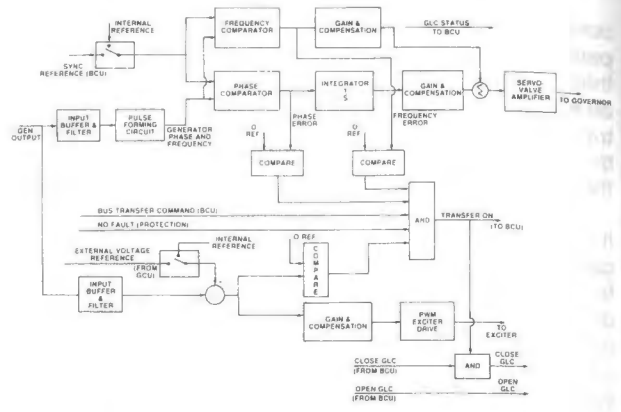 INTERNAL
REFERENCE
SYNC
REFERENCE (BCU)
FREQUENCY
COMPARATOR
GAIN &
COMPENSATION
GLC STATUS
TO BCU
PHASE
COMPARATOR
INTEGRATOR
1
S
GAIN &
COMPENSATION
Σ
SERVO-
VALVE
AMPLIFIER
TO GOVERNOR
GEN
OUTPUT
INPUT
BUFFER &
FILTER
PULSE
FORMING
CIRCUIT
GENERATOR
PHASE AND
FREQUENCY
PHASE
ERROR
FREQUENCY
ERROR
O
REF
COMPARE
O
REF
COMPARE
BUS TRANSFER COMMAND (BCU)
NO FAULT (PROTECTION)
AND
TRANSFER ON
(TO BCU)
EXTERNAL VOLTAGE
REFERENCE
(FROM
GCU)
INTERNAL
REFERENCE
O REF
COMPARE
INPUT
BUFFER
&
FILTER
GAIN &
COMPENSATION
PWM
EXCITER
DRIVE
TO
EXCITER
CLOSE GLC
(FROM BCU)
AND
CLOSE
GLC
OPEN GLC
(FROM BCU)
OPEN
GLC